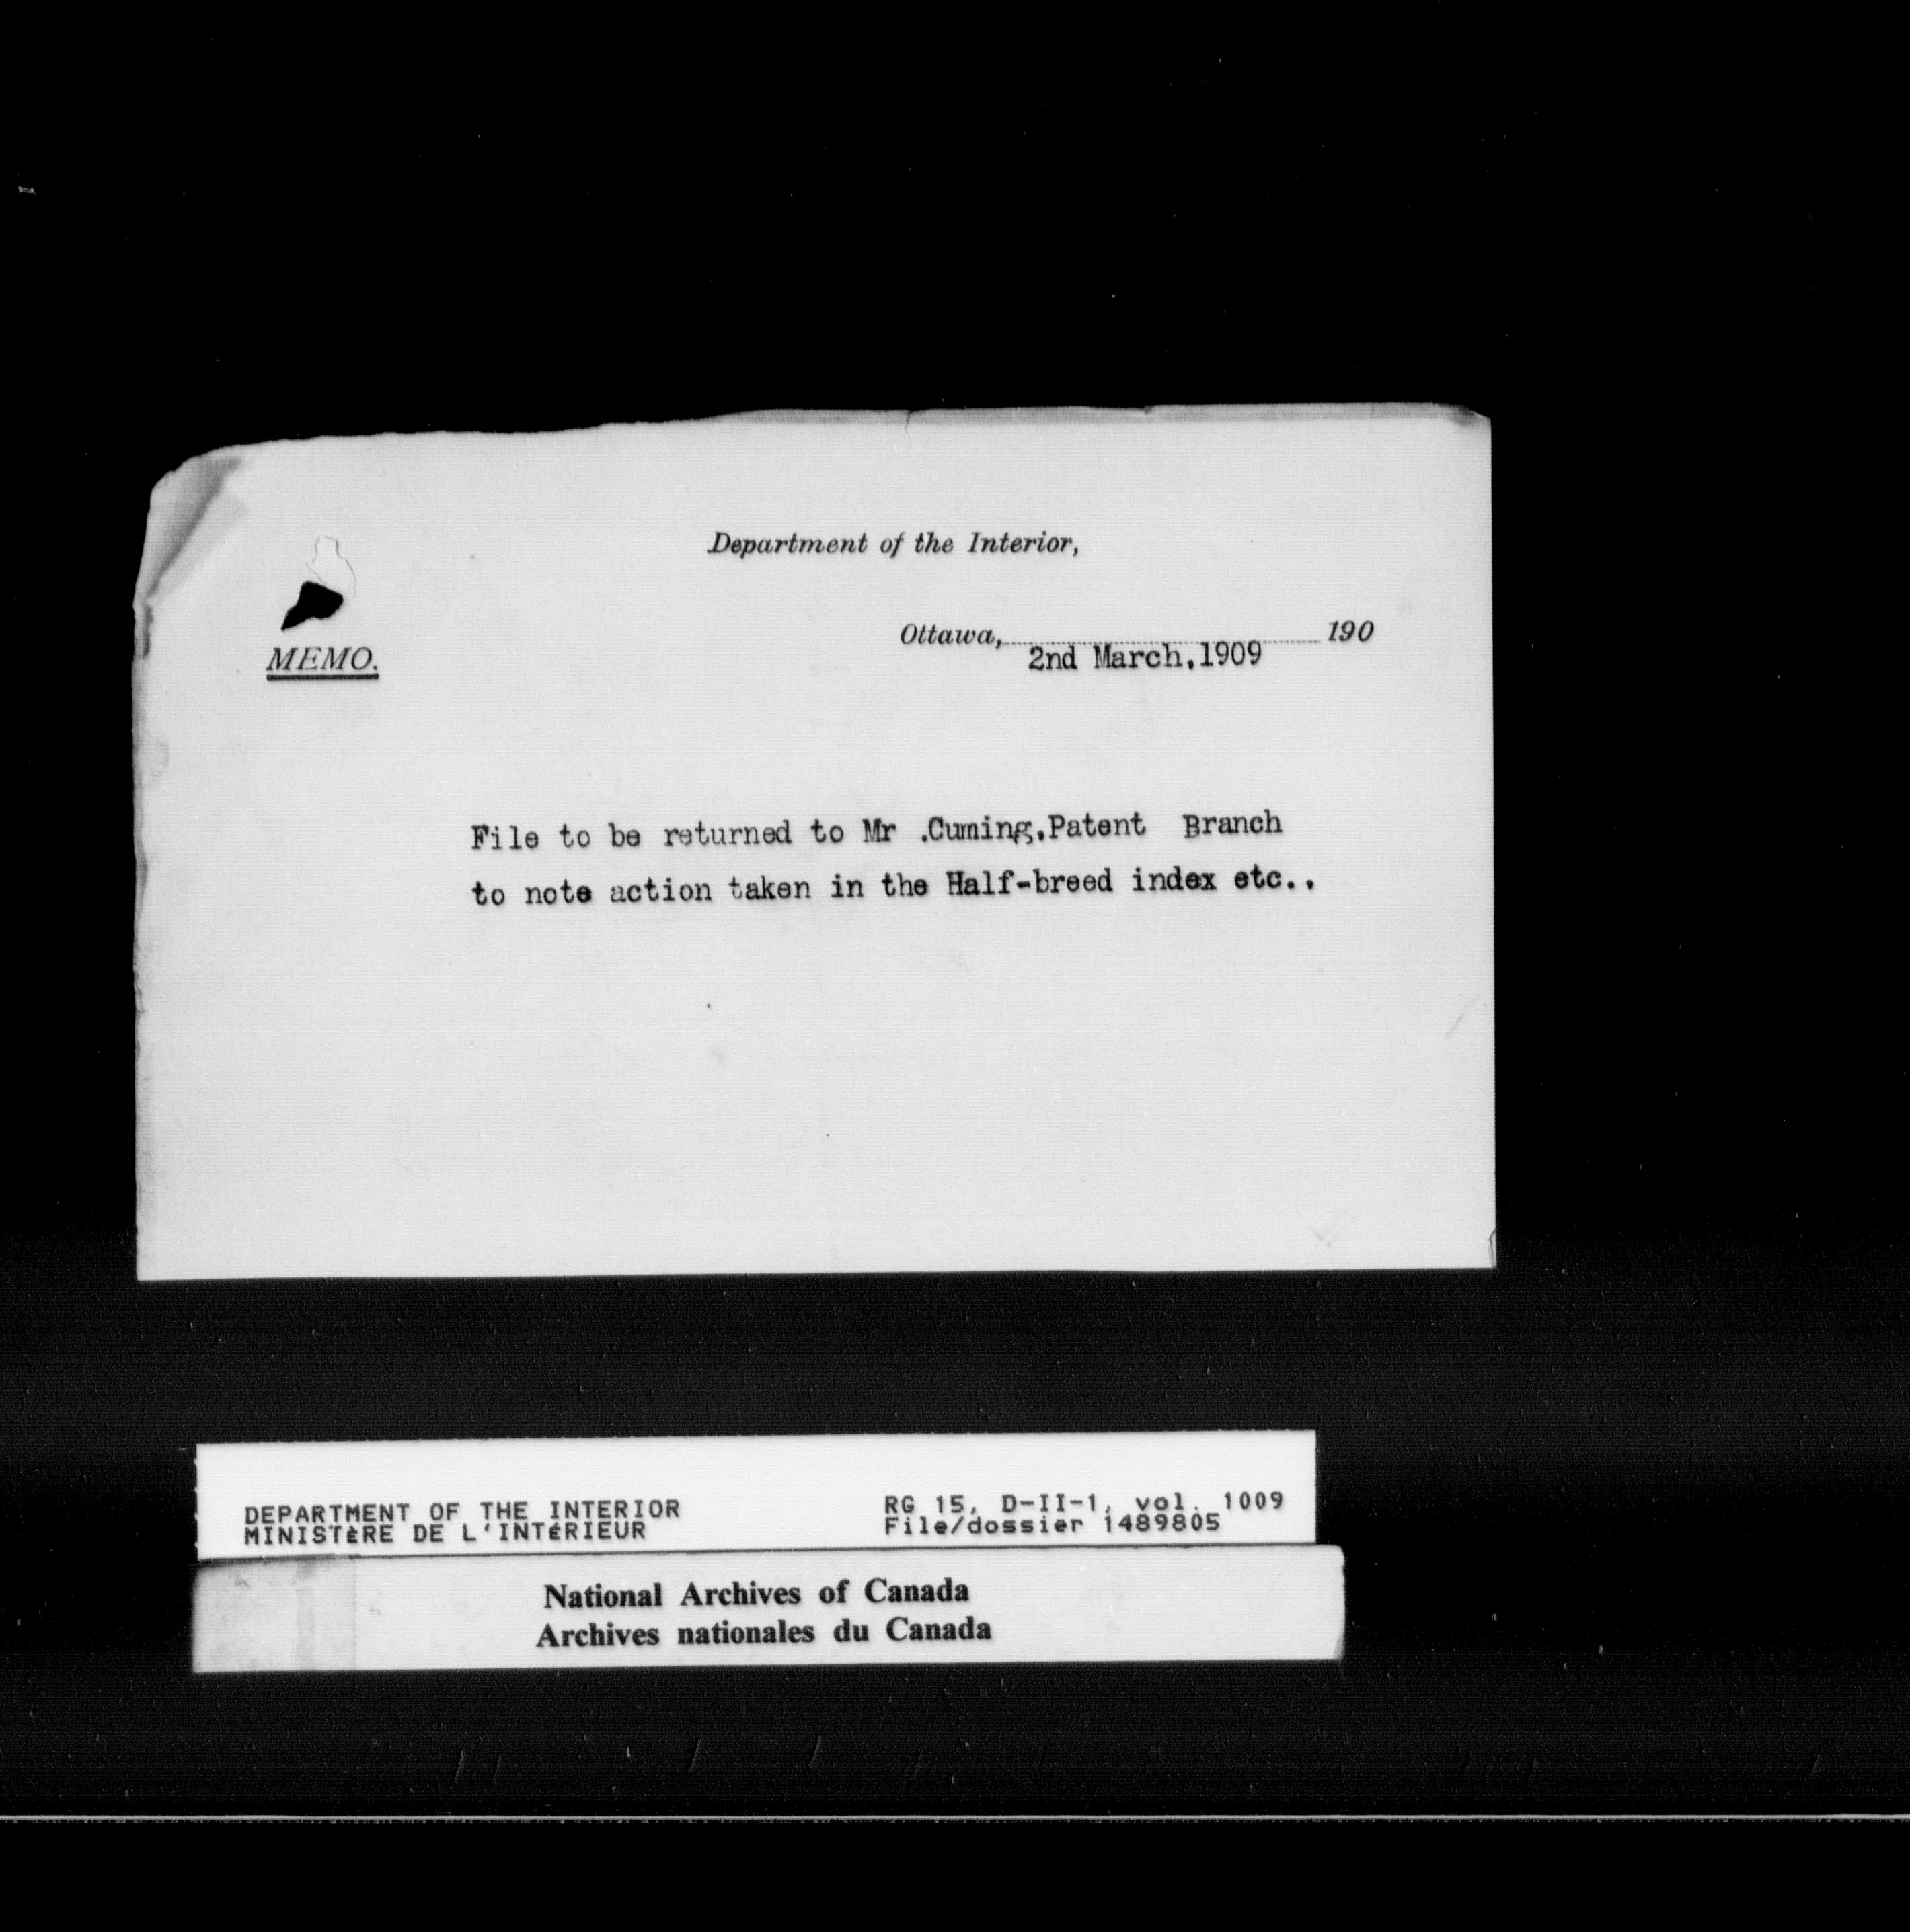 Department of the Interior,
Ottawa, 190
2nd March,1909
MEMO.
File to be returned to Mr .Cuming,Patent Branch
to note action taken in the Half-breed index etc..
DEPARTMENT OF THE INTERIOR
MINISTÈRE DE L'INTÉRIEUR
RG 15, D-II-1, vol. 1009
File/dossier 1489805
National Archives of Canada
Archives nationales du Canada